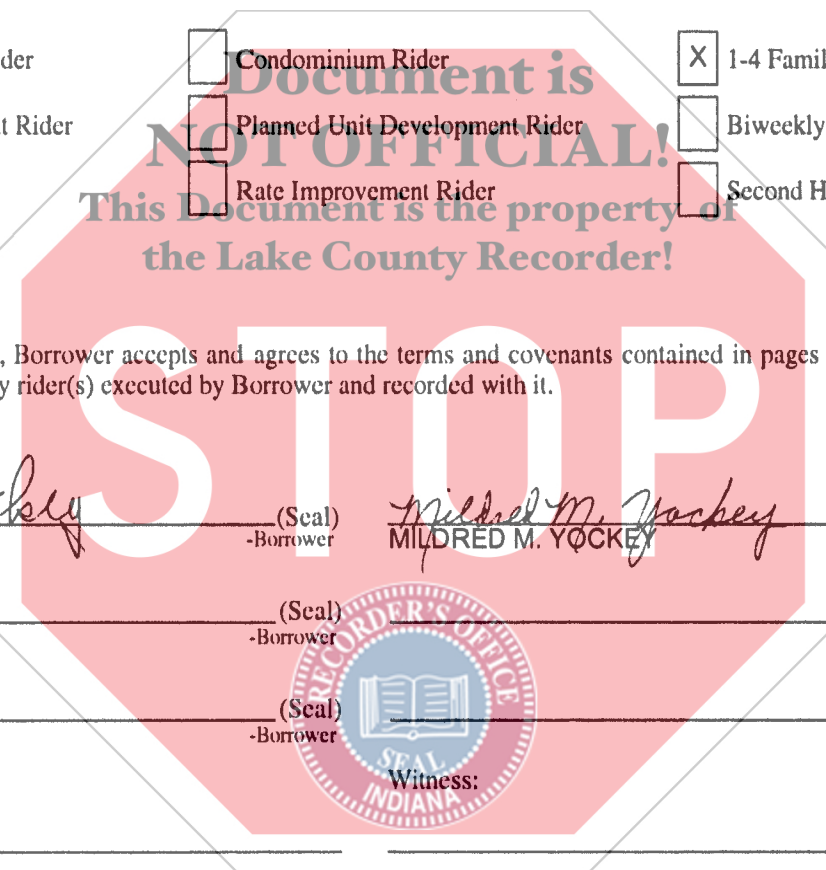 der Condominium Rider X 1-4 Famil
Document is
t Rider Planned Unit Development Rider Biweekly
NOT OFFICIAL!
Rate Improvement Rider Second H
This Document is the property of
the Lake County Recorder!
, Borrower accepts and agrees to the terms and covenants contained in pages
y rider(s) executed by Borrower and recorded with it.
STOP
(Seal) Mildred M. Yockey
-Borrower MILDRED M. YOCKEY
(Seal)
-Borrower
RECORDER'S OFFICE
(Seal)
-Borrower
SEAL
Witness:
INDIANA